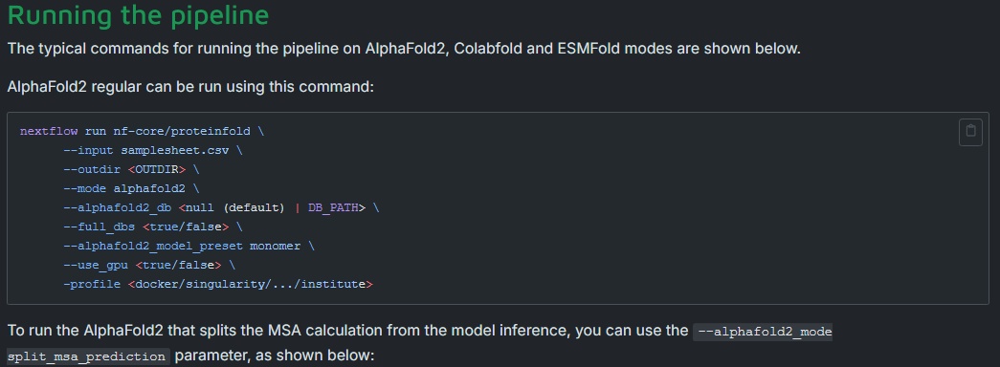 Running the pipeline
The typical commands for running the pipeline on AlphaFold2, Colabfold and ESMFold modes are shown below.
AlphaFold2 regular can be run using this command:
nextflow run nf-core/proteinfold \
--input samplesheet.csv \
--outdir <OUTDIR> \
--mode alphafold2 \
--alphafold2_db <null (default) | DB_PATH> \
--full_dbs <true/false> \
--alphafold2_model_preset monomer \
--use_gpu <true/false> \
-profile <docker/singularity/.../institute>
To run the AlphaFold2 that splits the MSA calculation from the model inference, you can use the --alphafold2_mode
split_msa_prediction parameter, as shown below: